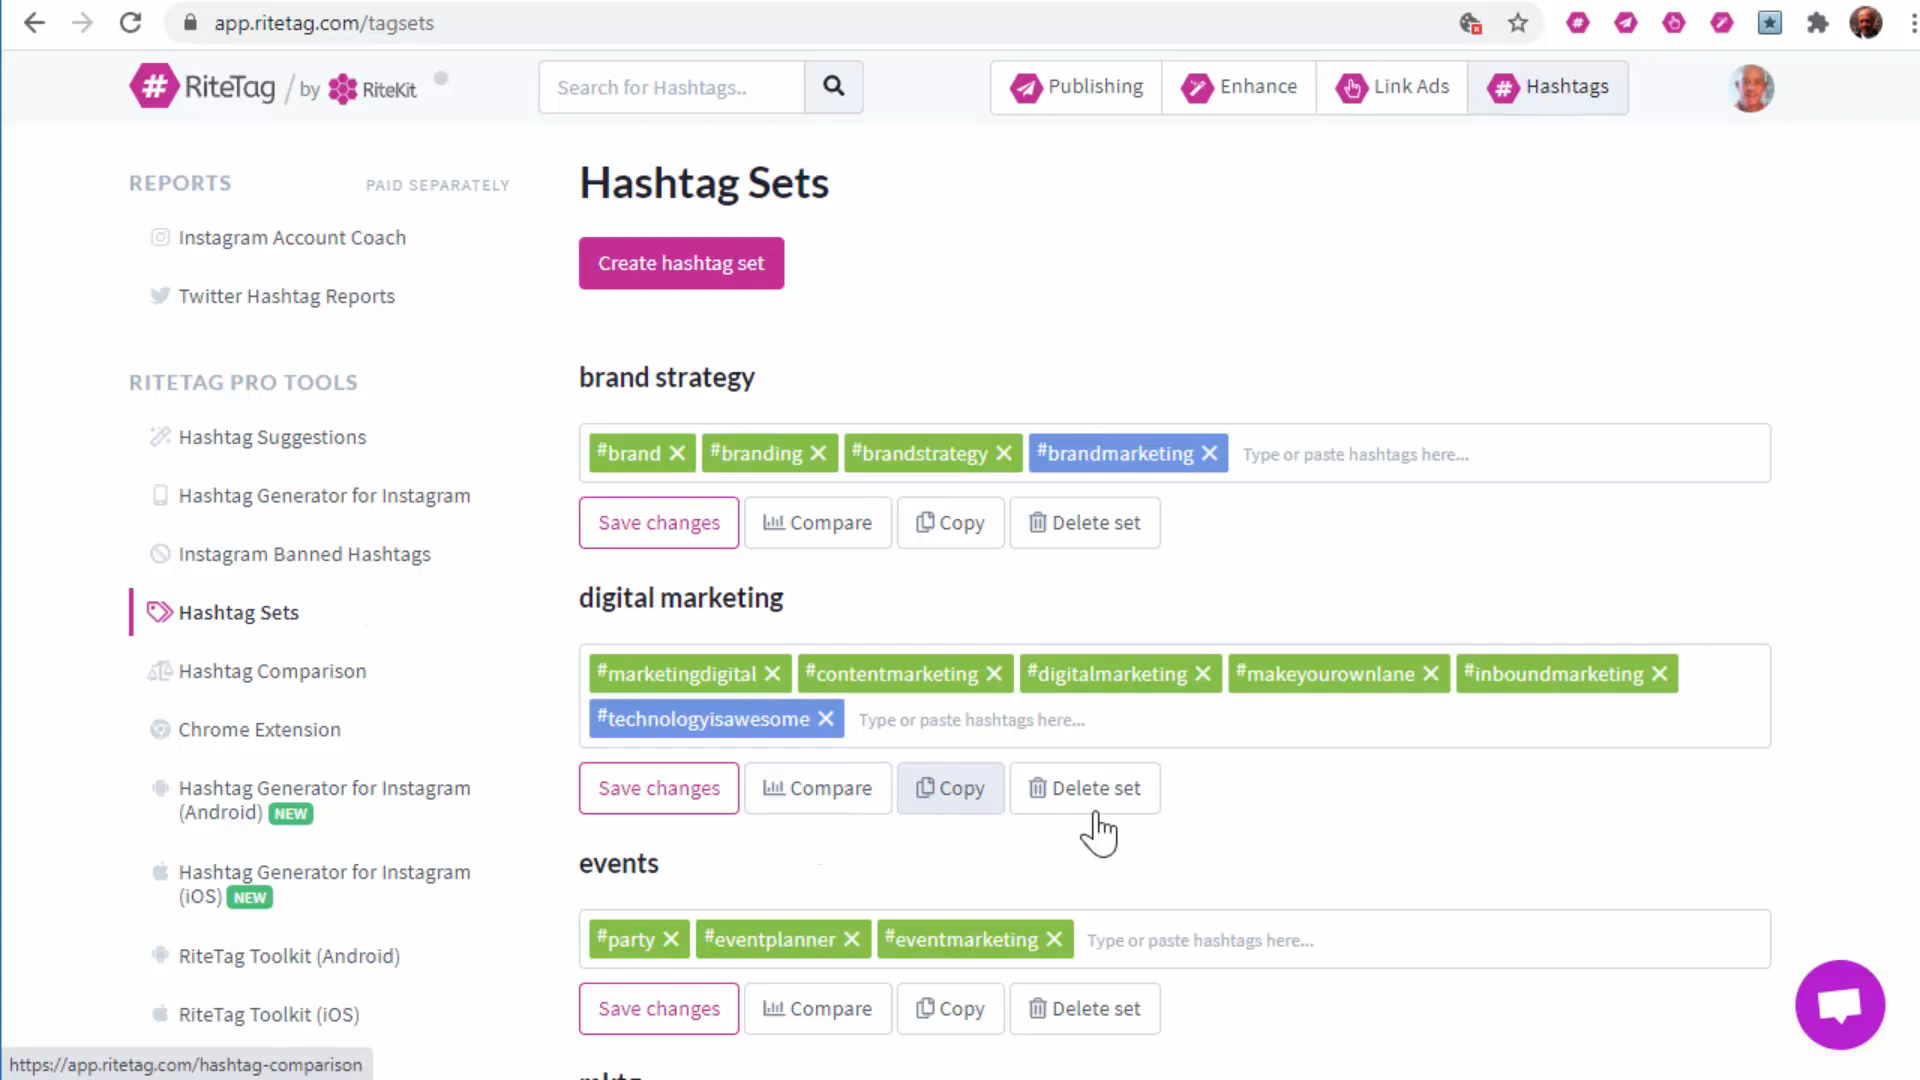 app.ritetag.com/tagsets
# RiteTag / by RiteKit
Search for Hashtags..
Publishing
Enhance
Link Ads
# Hashtags
REPORTS
PAID SEPARATELY
Instagram Account Coach
Twitter Hashtag Reports
RITETAG PRO TOOLS
Hashtag Suggestions
Hashtag Generator for Instagram
Instagram Banned Hashtags
Hashtag Sets
Hashtag Comparison
Chrome Extension
Hashtag Generator for Instagram
(Android) NEW
Hashtag Generator for Instagram
(iOS) NEW
RiteTag Toolkit (Android)
RiteTag Toolkit (iOS)
Hashtag Sets
Create hashtag set
brand strategy
#brand #branding #brandstrategy #brandmarketing Type or paste hashtags here...
Save changes Compare Copy Delete set
digital marketing
#marketingdigital #contentmarketing #digitalmarketing #makeyourownlane #inboundmarketing
#technologyisawesome Type or paste hashtags here...
Save changes Compare Copy Delete set
events
#party #eventplanner #eventmarketing Type or paste hashtags here...
Save changes Compare Copy Delete set
https://app.ritetag.com/hashtag-comparison